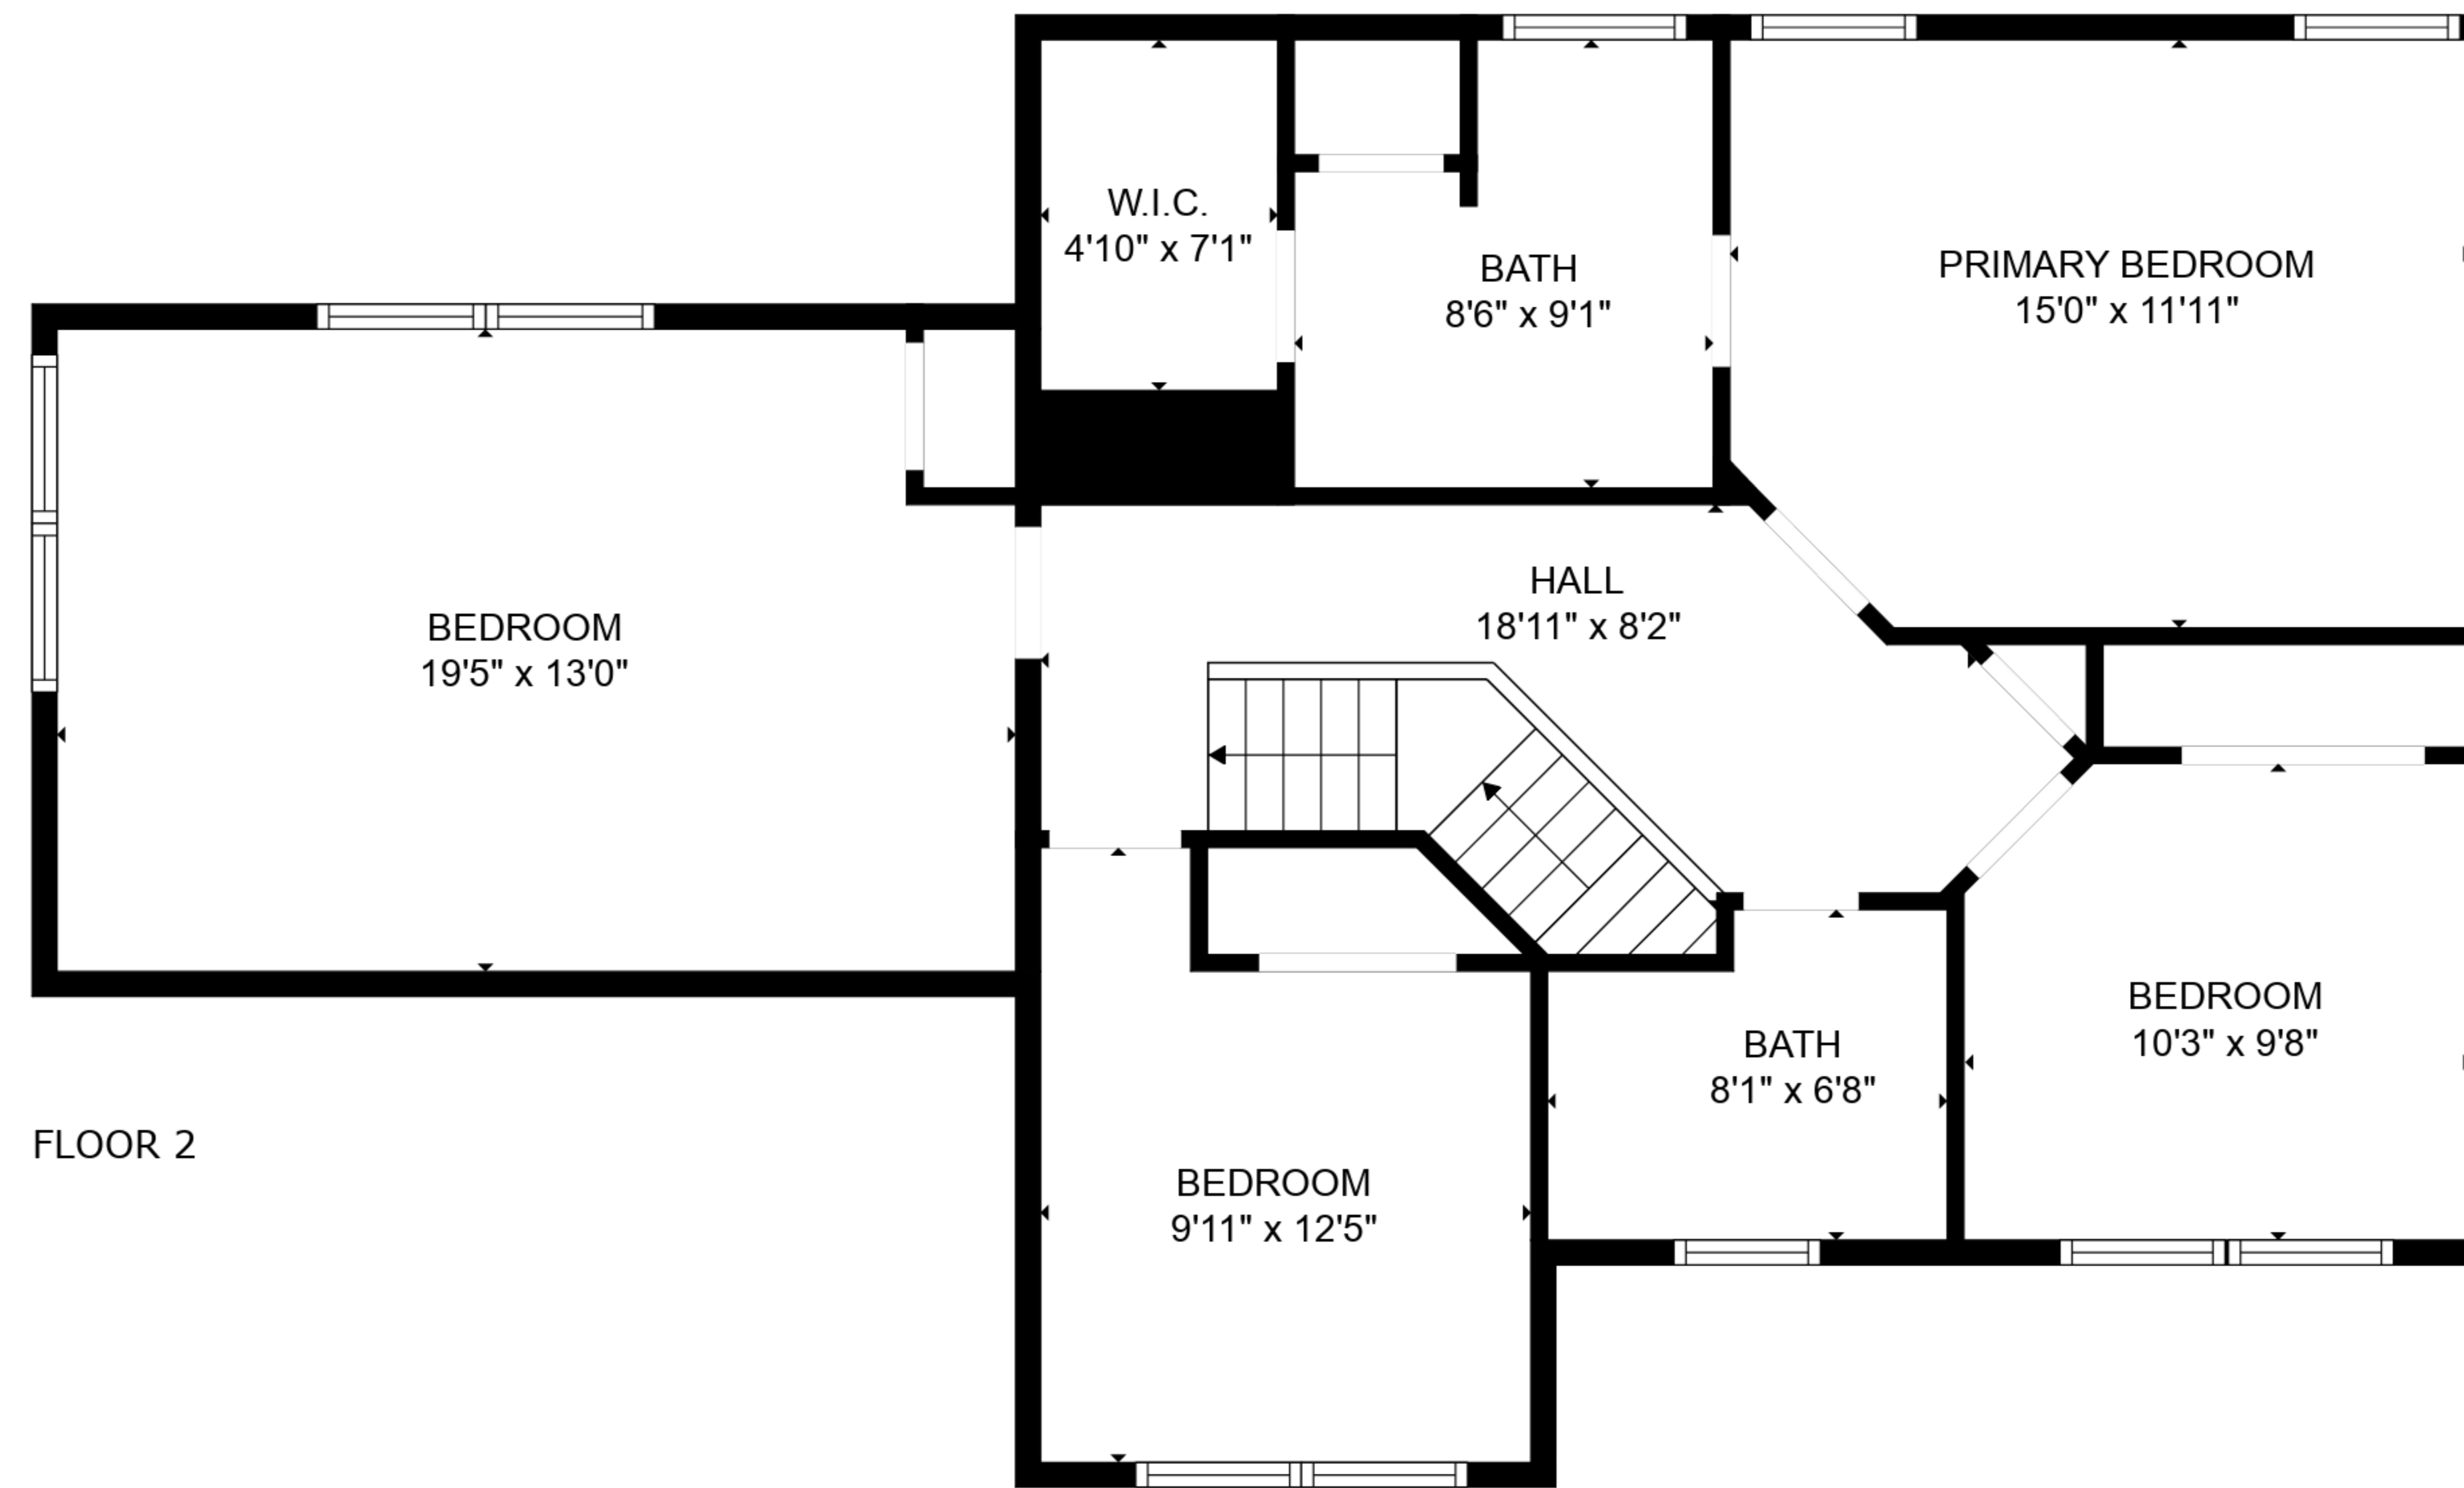 W.I.C.
4'10" x 7'1"
BATH
8'6" x 9'1"
PRIMARY BEDROOM
15'0" x 11'11"
BEDROOM
19'5" x 13'0"
HALL
18'11" x 8'2"
BEDROOM
10'3" x 9'8"
BATH
8'1" x 6'8"
FLOOR 2
BEDROOM
9'11" x 12'5"